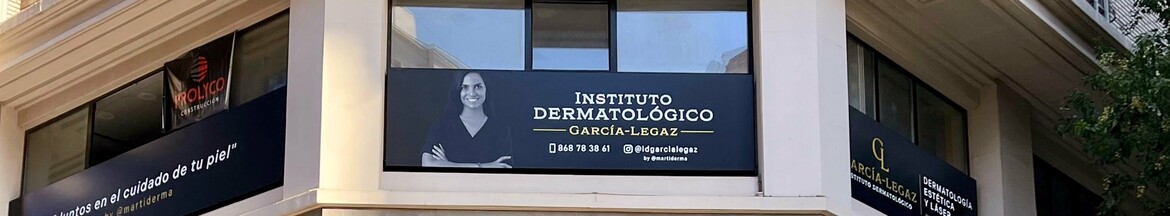 PROLYCO
CONSTRUCCIÓN
Juntos en el cuidado de tu piel"
by @martiderma
INSTITUTO
DERMATOLÓGICO
GARCÍA-LEGAZ
868 78 38 61 @idgarcialegaz
by @martiderma
GL
GARCÍA-LEGAZ
INSTITUTO DERMATOLÓGICO
DERMATOLOGÍA
ESTÉTICA
Y LÁSER